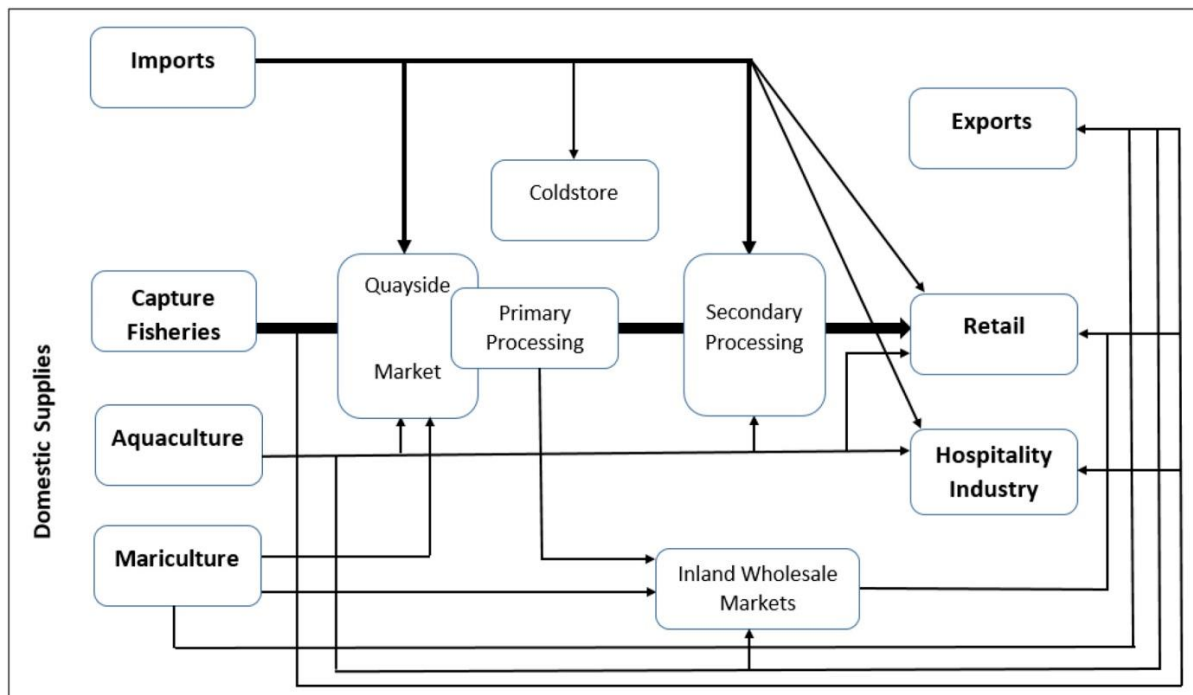 Imports
Exports
Coldstore
Capture
Fisheries
Quayside
Market
Primary
Processing
Secondary
Processing
Retail
Domestic Supplies
Aquaculture
Hospitality
Industry
Mariculture
Inland Wholesale
Markets